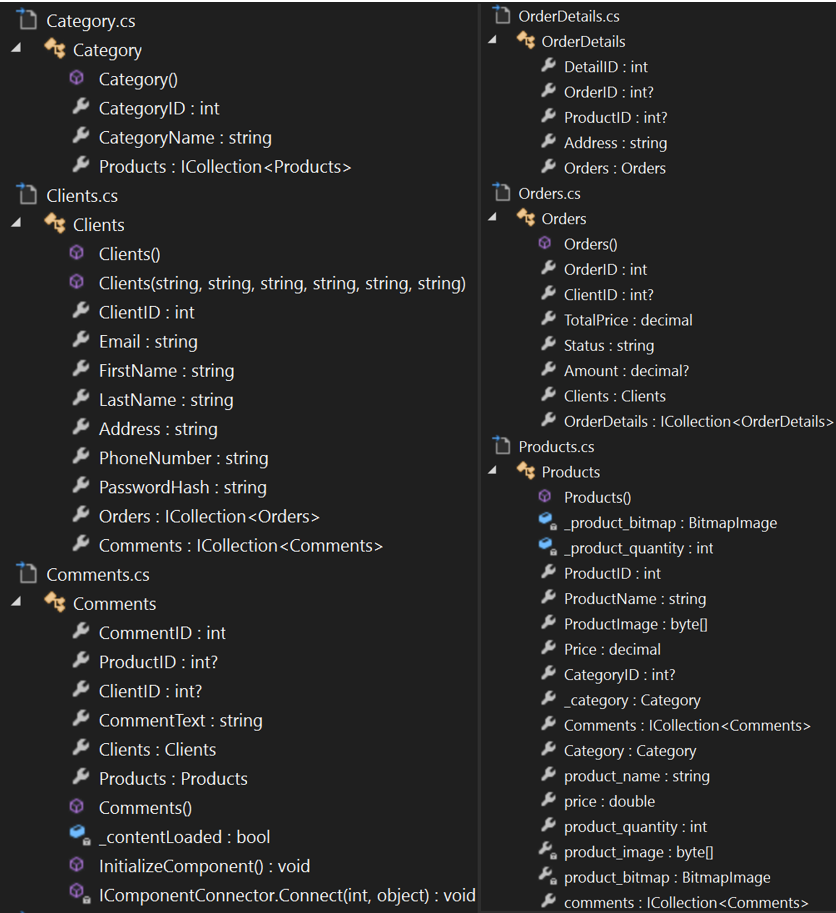 Category.cs
Category
Category()
CategoryID : int
CategoryName : string
Products : ICollection<Products>
Clients.cs
Clients
Clients()
Clients(string, string, string, string, string, string)
ClientID : int
Email : string
FirstName : string
LastName : string
Address : string
PhoneNumber : string
PasswordHash : string
Orders : ICollection<Orders>
Comments : ICollection<Comments>
Comments.cs
Comments
CommentID : int
ProductID : int?
ClientID : int?
CommentText : string
Clients : Clients
Products : Products
Comments()
_contentLoaded : bool
InitializeComponent() : void
IComponentConnector.Connect(int, object) : void
OrderDetails.cs
OrderDetails
DetailID : int
OrderID : int?
ProductID : int?
Address : string
Orders : Orders
Orders.cs
Orders
Orders()
OrderID : int
ClientID : int?
TotalPrice : decimal
Status : string
Amount : decimal?
Clients : Clients
OrderDetails : ICollection<OrderDetails>
Products.cs
Products
Products()
_product_bitmap : BitmapImage
_product_quantity : int
ProductID : int
ProductName : string
ProductImage : byte[]
Price : decimal
CategoryID : int?
_category : Category
Comments : ICollection<Comments>
Category : Category
product_name : string
price : double
product_quantity : int
product_image : byte[]
product_bitmap : BitmapImage
comments : ICollection<Comments>